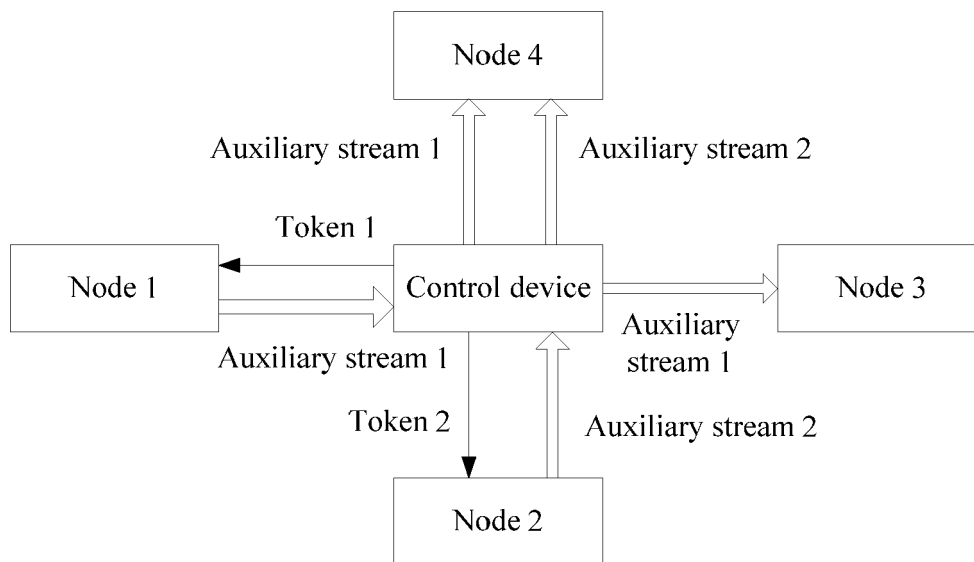 Node 4
Auxiliary stream 1
Auxiliary stream 2
Token 1
Node 1
Control device
Node 3
Auxiliary stream 1
Auxiliary
stream 1
Token 2
Auxiliary stream 2
Node 2